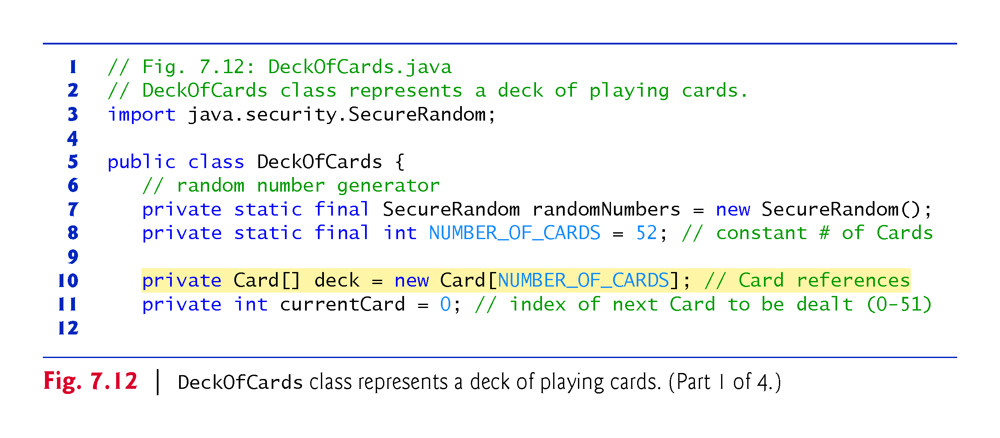 1 // Fig. 7.12: DeckOfCards.java
2 // DeckOfCards class represents a deck of playing cards.
3 import java.security.SecureRandom;
4
5 public class DeckOfCards {
6 // random number generator
7 private static final SecureRandom randomNumbers = new SecureRandom();
8 private static final int NUMBER_OF_CARDS = 52; // constant # of Cards
9
10 private Card[] deck = new Card[NUMBER_OF_CARDS]; // Card references
11 private int currentCard = 0; // index of next Card to be dealt (0-51)
12
Fig. 7.12 | DeckOfCards class represents a deck of playing cards. (Part 1 of 4.)